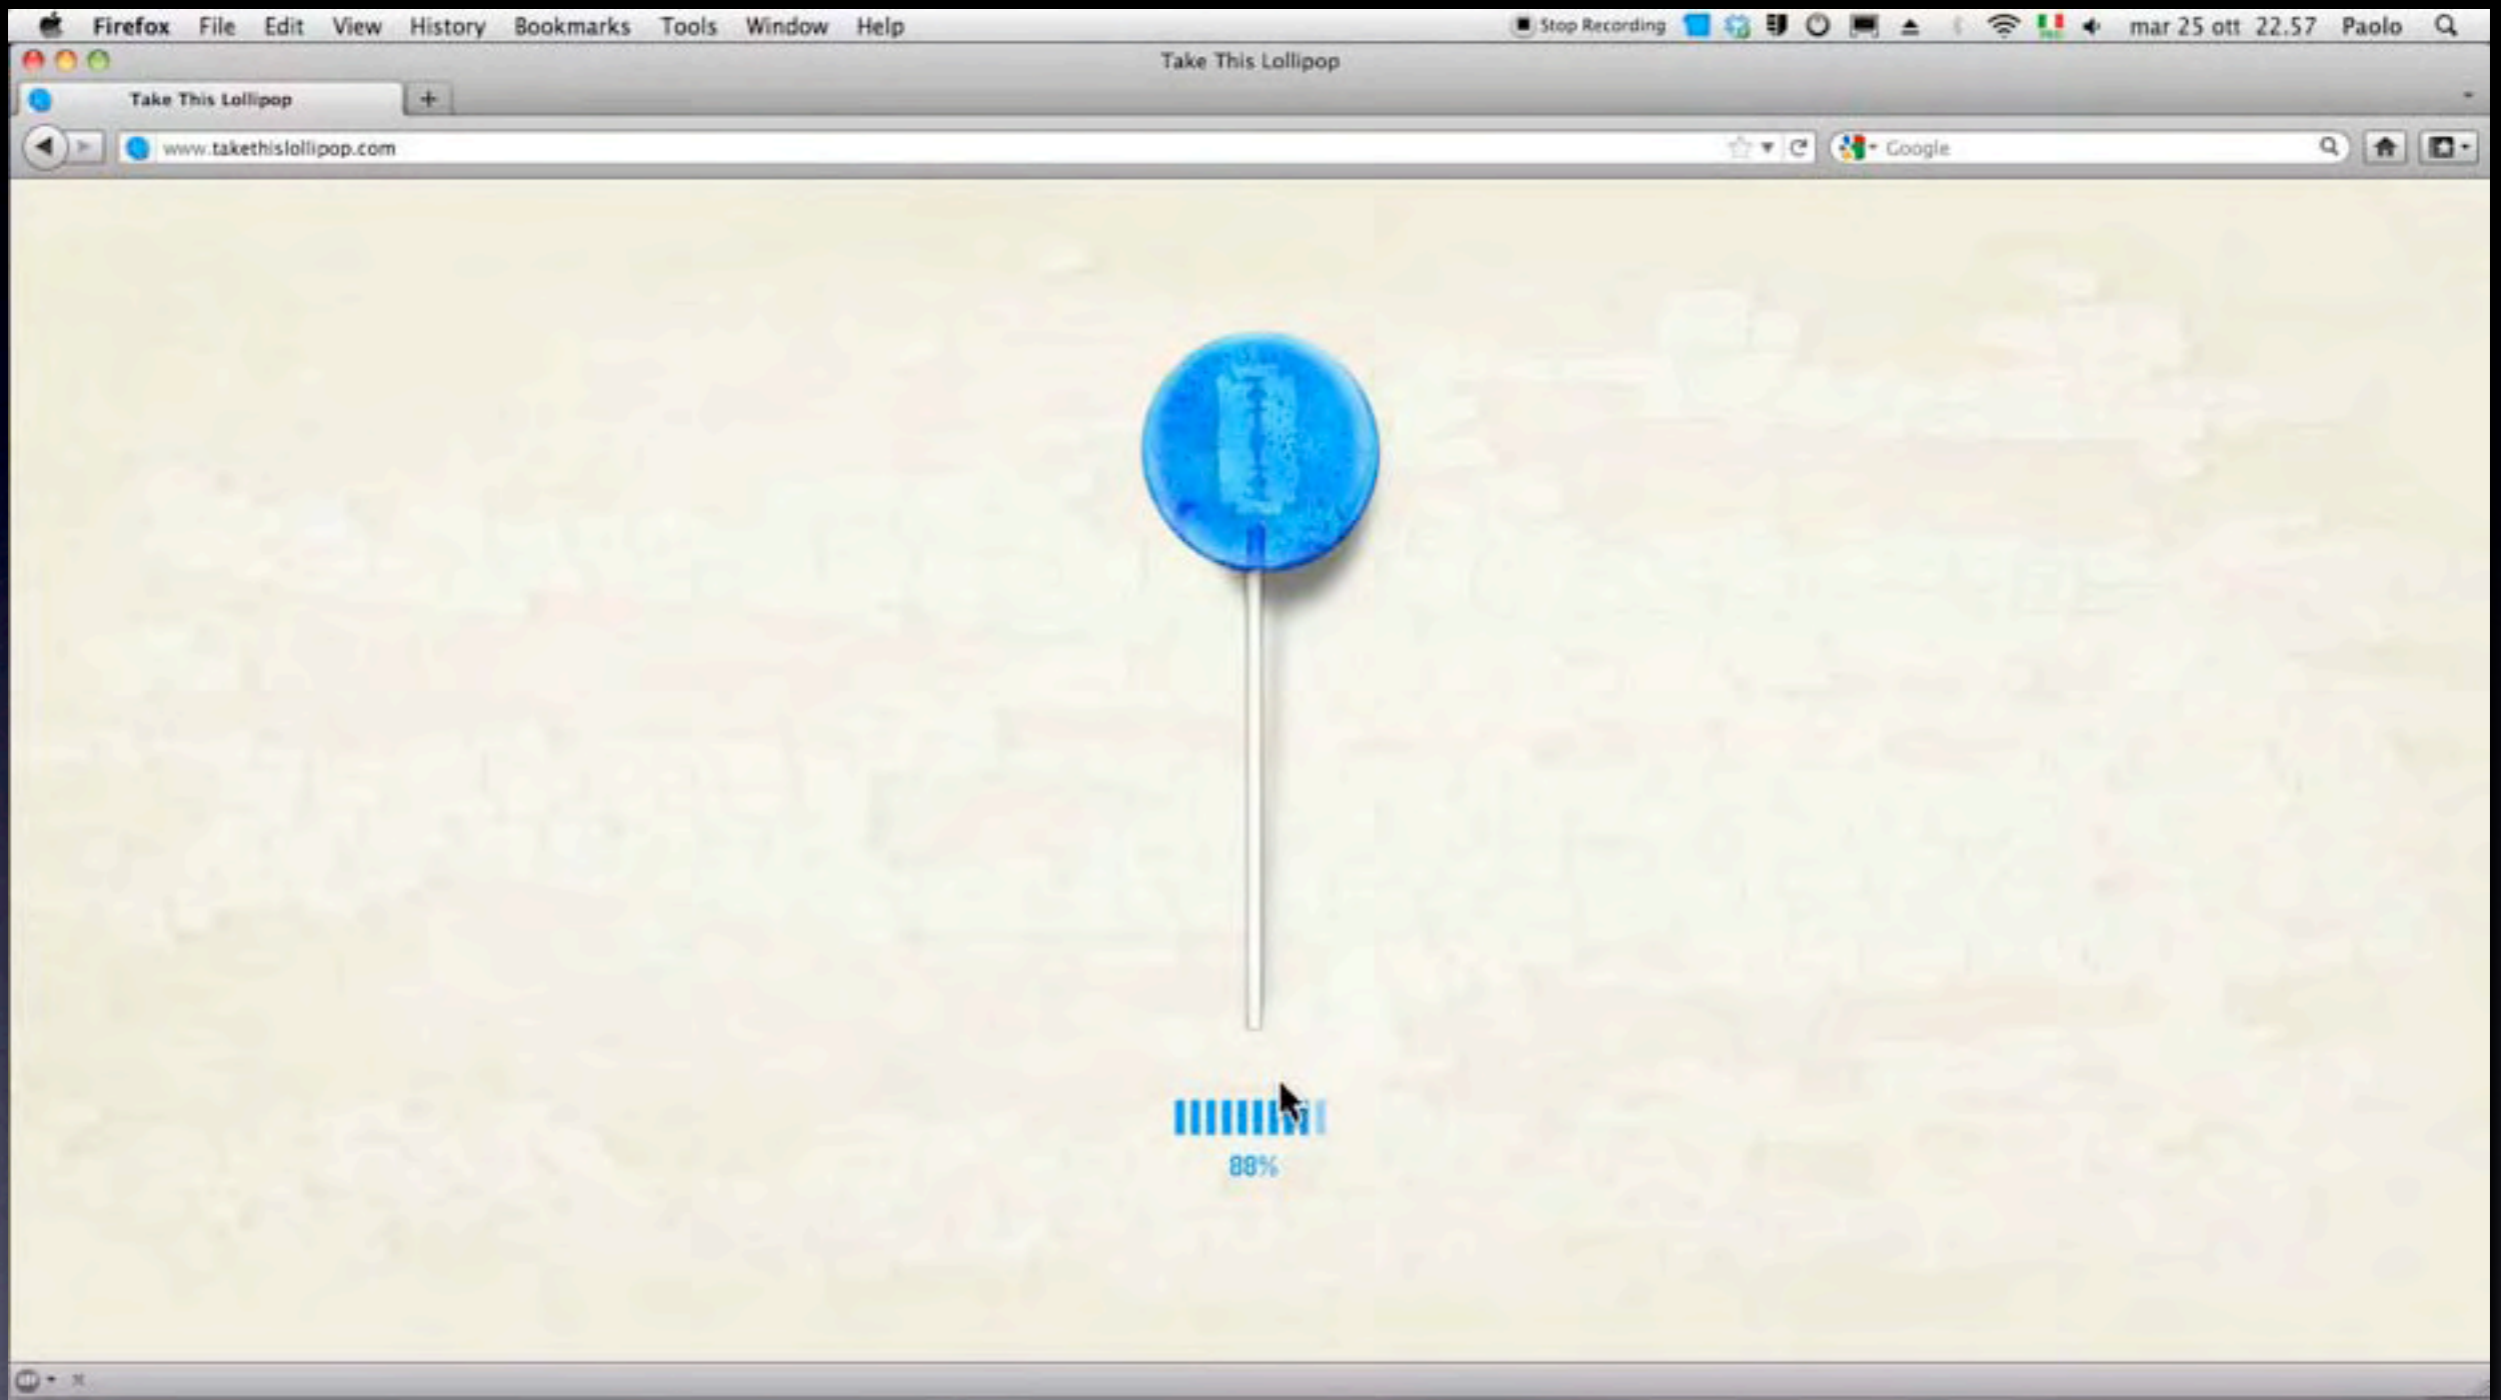 Firefox File Edit View History Bookmarks Tools Window Help Stop Recording mar 25 ott 22.57 Paolo
Take This Lollipop
Take This Lollipop
www.takethislollipop.com Google
88%